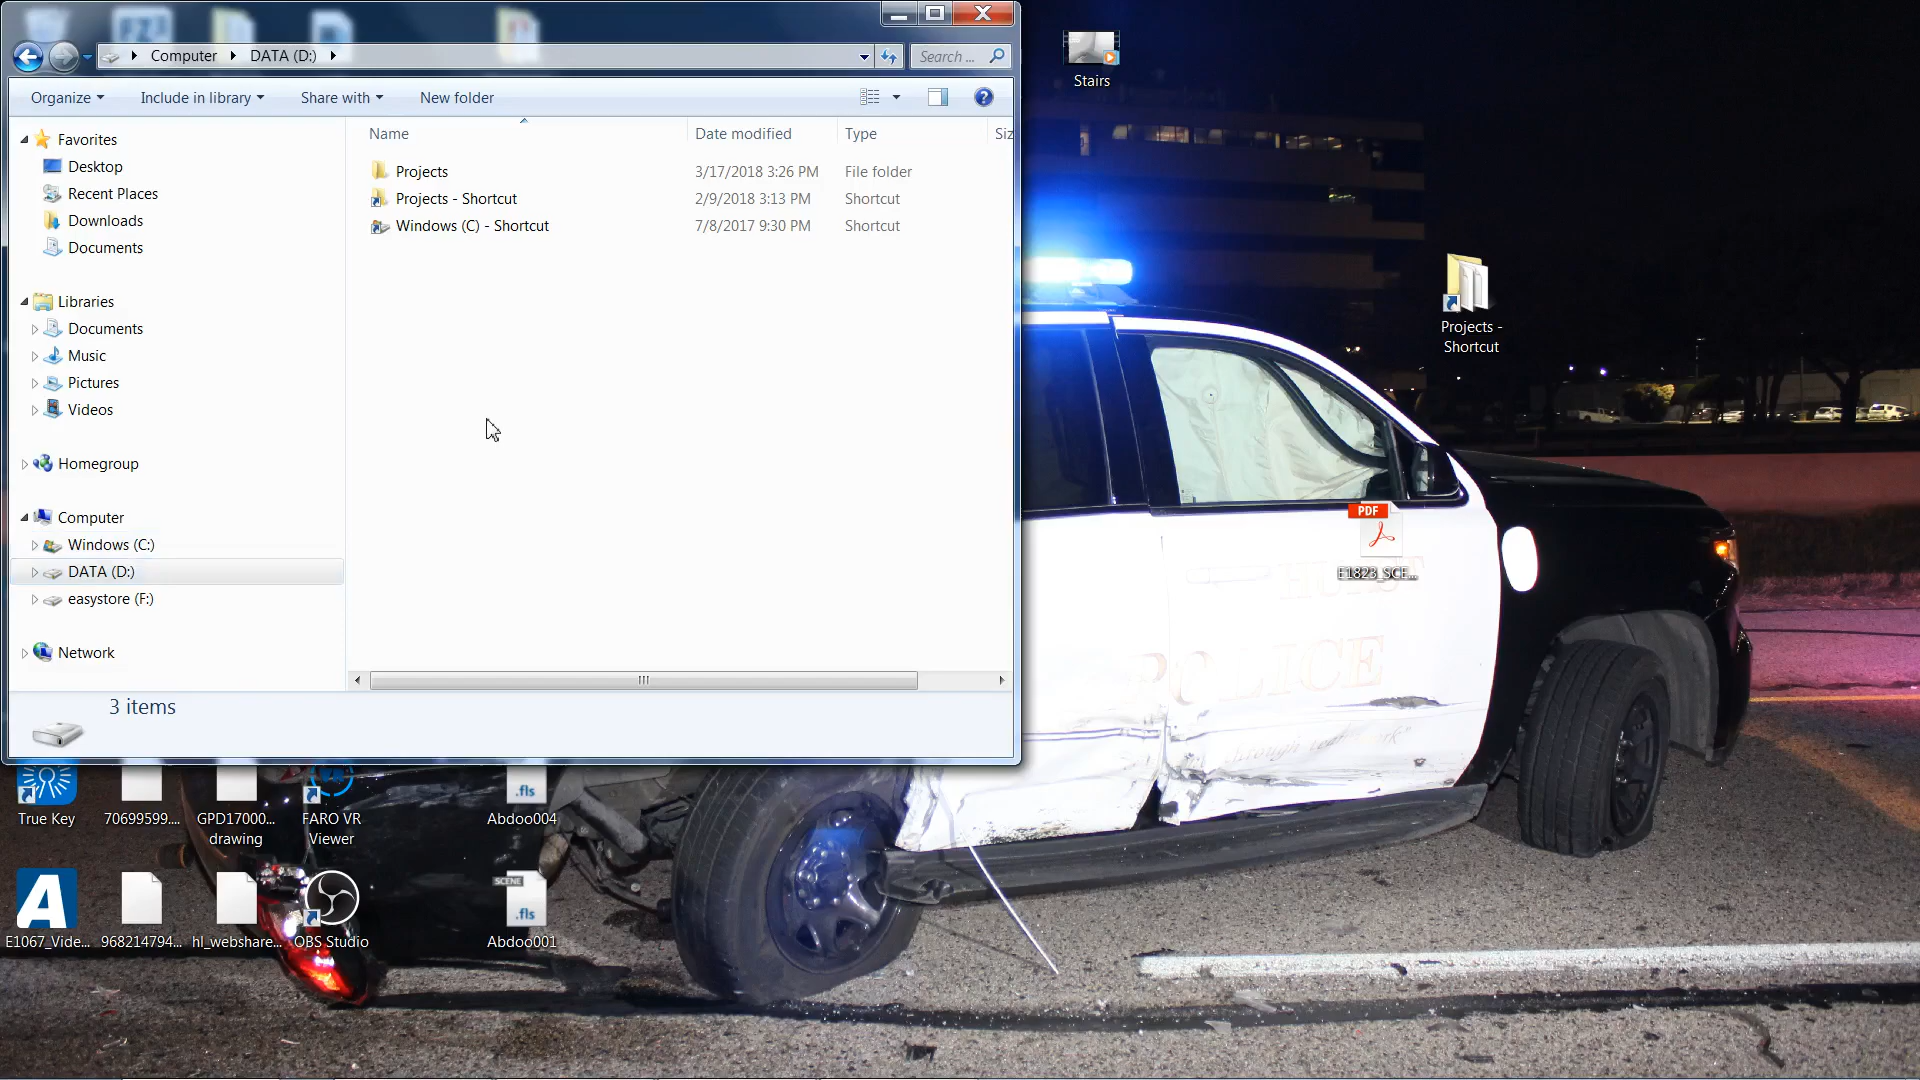 Computer
DATA (D:)
Search ...
Organize
Include in library
Share with
New folder
Name
Date modified
Type
Siz
Favorites
Desktop
Recent Places
Downloads
Documents
Libraries
Documents
Music
Pictures
Videos
Homegroup
Computer
Windows (C:)
DATA (D:)
easystore (F:)
Network
Projects
3/17/2018 3:26 PM
File folder
Projects - Shortcut
2/9/2018 3:13 PM
Shortcut
Windows (C) - Shortcut
7/8/2017 9:30 PM
Shortcut
3 items
Stairs
Projects -
Shortcut
PDF
E1823_SCE...
HURST
POLICE
True Key
70699599....
GPD17000...
drawing
FARO VR
Viewer
.fls
Abdoo004
E1067_Vide...
968214794...
hl_webshare...
OBS Studio
SCENE
.fls
Abdoo001